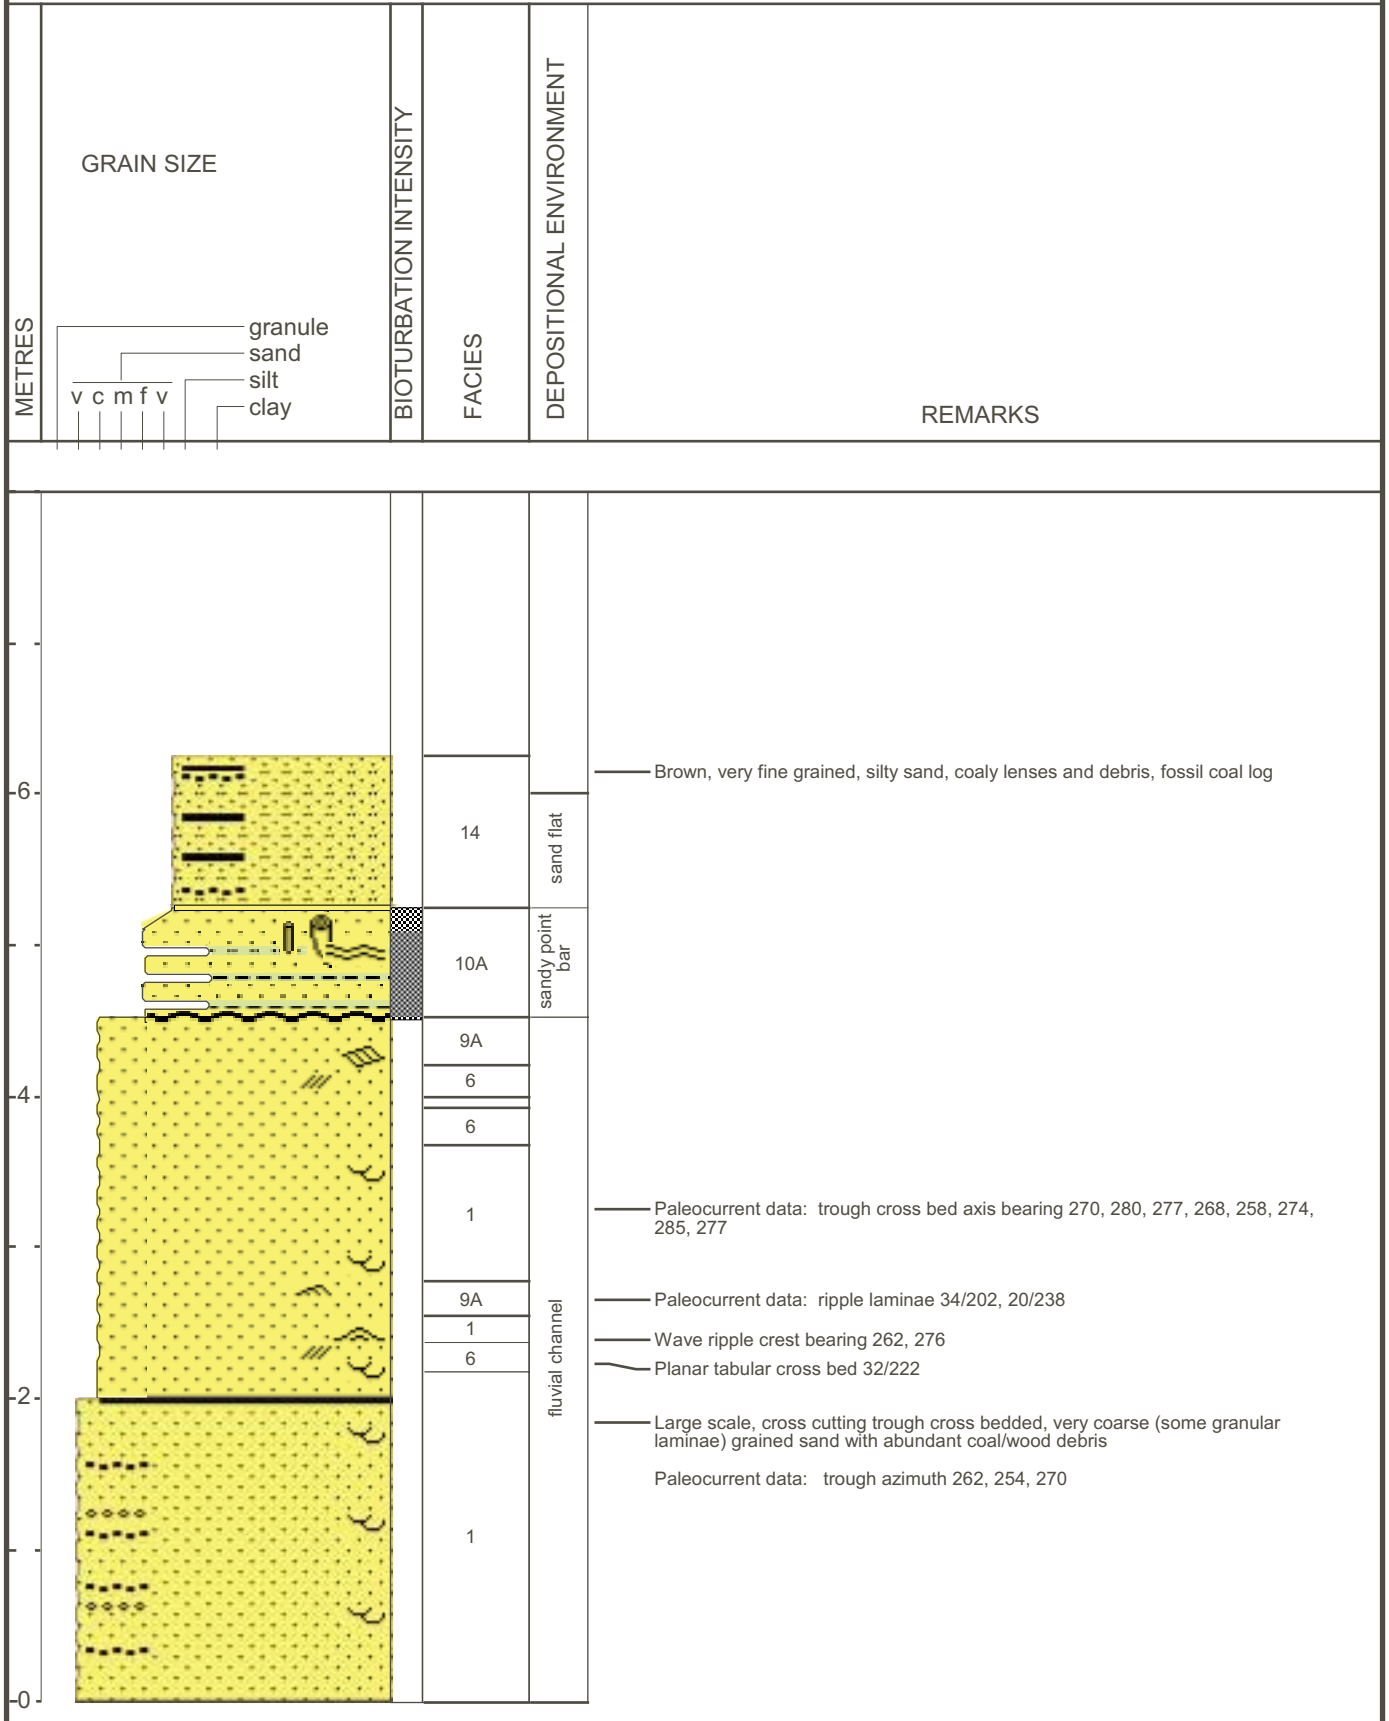 METRES
GRAIN SIZE
granule
sand
silt
clay
v c m f v
BIOTURBATION INTENSITY
FACIES
DEPOSITIONAL ENVIRONMENT
REMARKS
6
4
2
0
14
10A
9A
6
6
1
9A
1
6
1
sand flat
sandy point
bar
fluvial channel
Brown, very fine grained, silty sand, coaly lenses and debris, fossil coal log
Paleocurrent data: trough cross bed axis bearing 270, 280, 277, 268, 258, 274,
285, 277
Paleocurrent data: ripple laminae 34/202, 20/238
Wave ripple crest bearing 262, 276
Planar tabular cross bed 32/222
Large scale, cross cutting trough cross bedded, very coarse (some granular
laminae) grained sand with abundant coal/wood debris
Paleocurrent data: trough azimuth 262, 254, 270